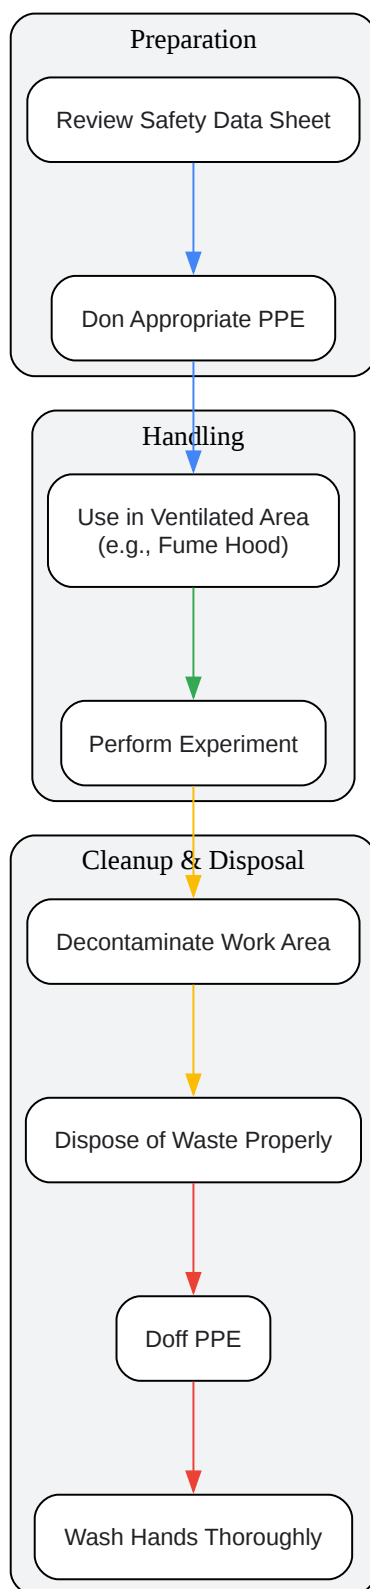 Preparation
Review Safety Data Sheet
Don Appropriate PPE
Handling
Use in Ventilated Area
(e.g., Fume Hood)
Perform Experiment
Cleanup & Disposal
Decontaminate Work Area
Dispose of Waste Properly
Doff PPE
Wash Hands Thoroughly